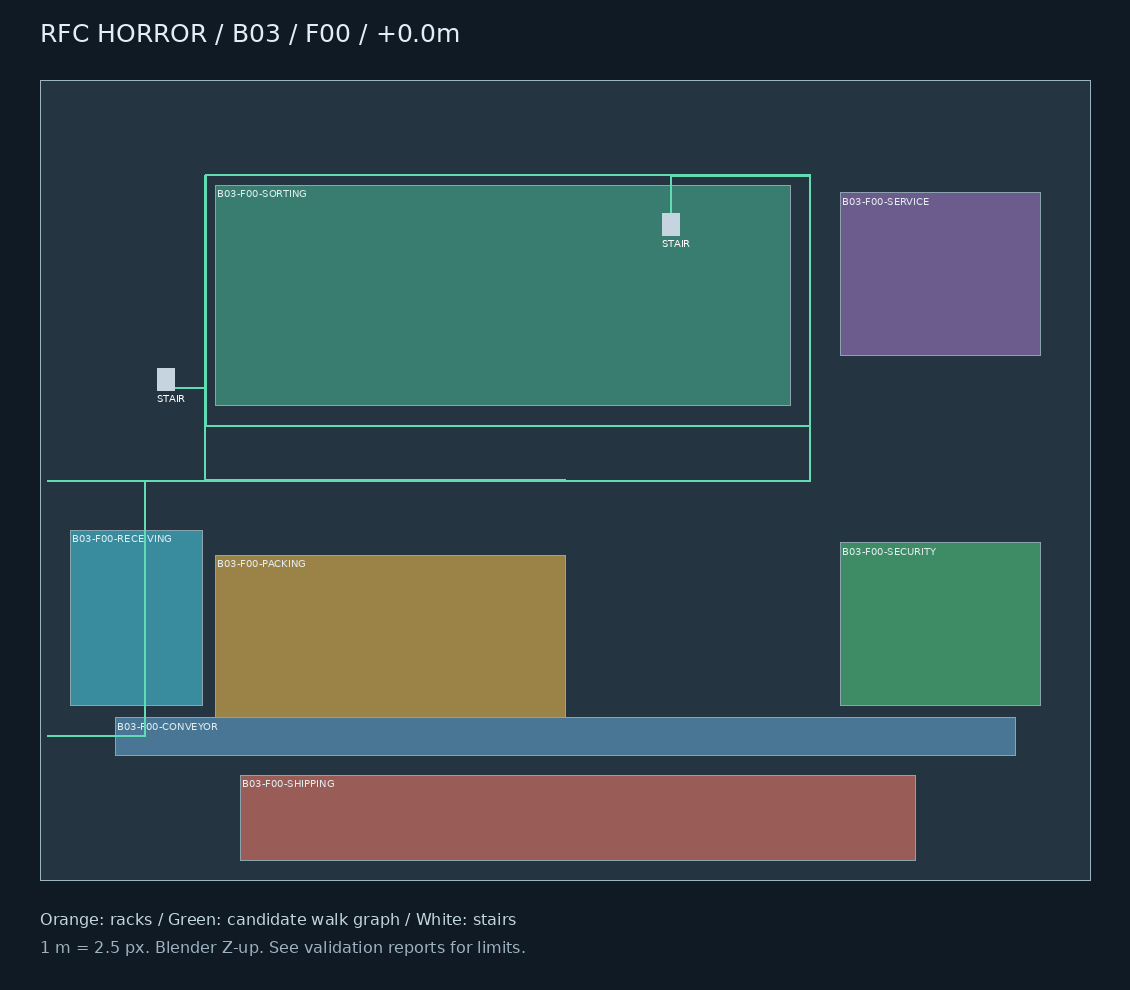 RFC HORROR / B03 / F00 / +0.0m
B03-F00-SORTING
B03-F00-SERVICE
STAIR
STAIR
B03-F00-RECEIVING
B03-F00-SECURITY
B03-F00-PACKING
B03-F00-CONVEYOR
B03-F00-SHIPPING
Orange: racks / Green: candidate walk graph / White: stairs
1 m = 2.5 px. Blender Z-up. See validation reports for limits.